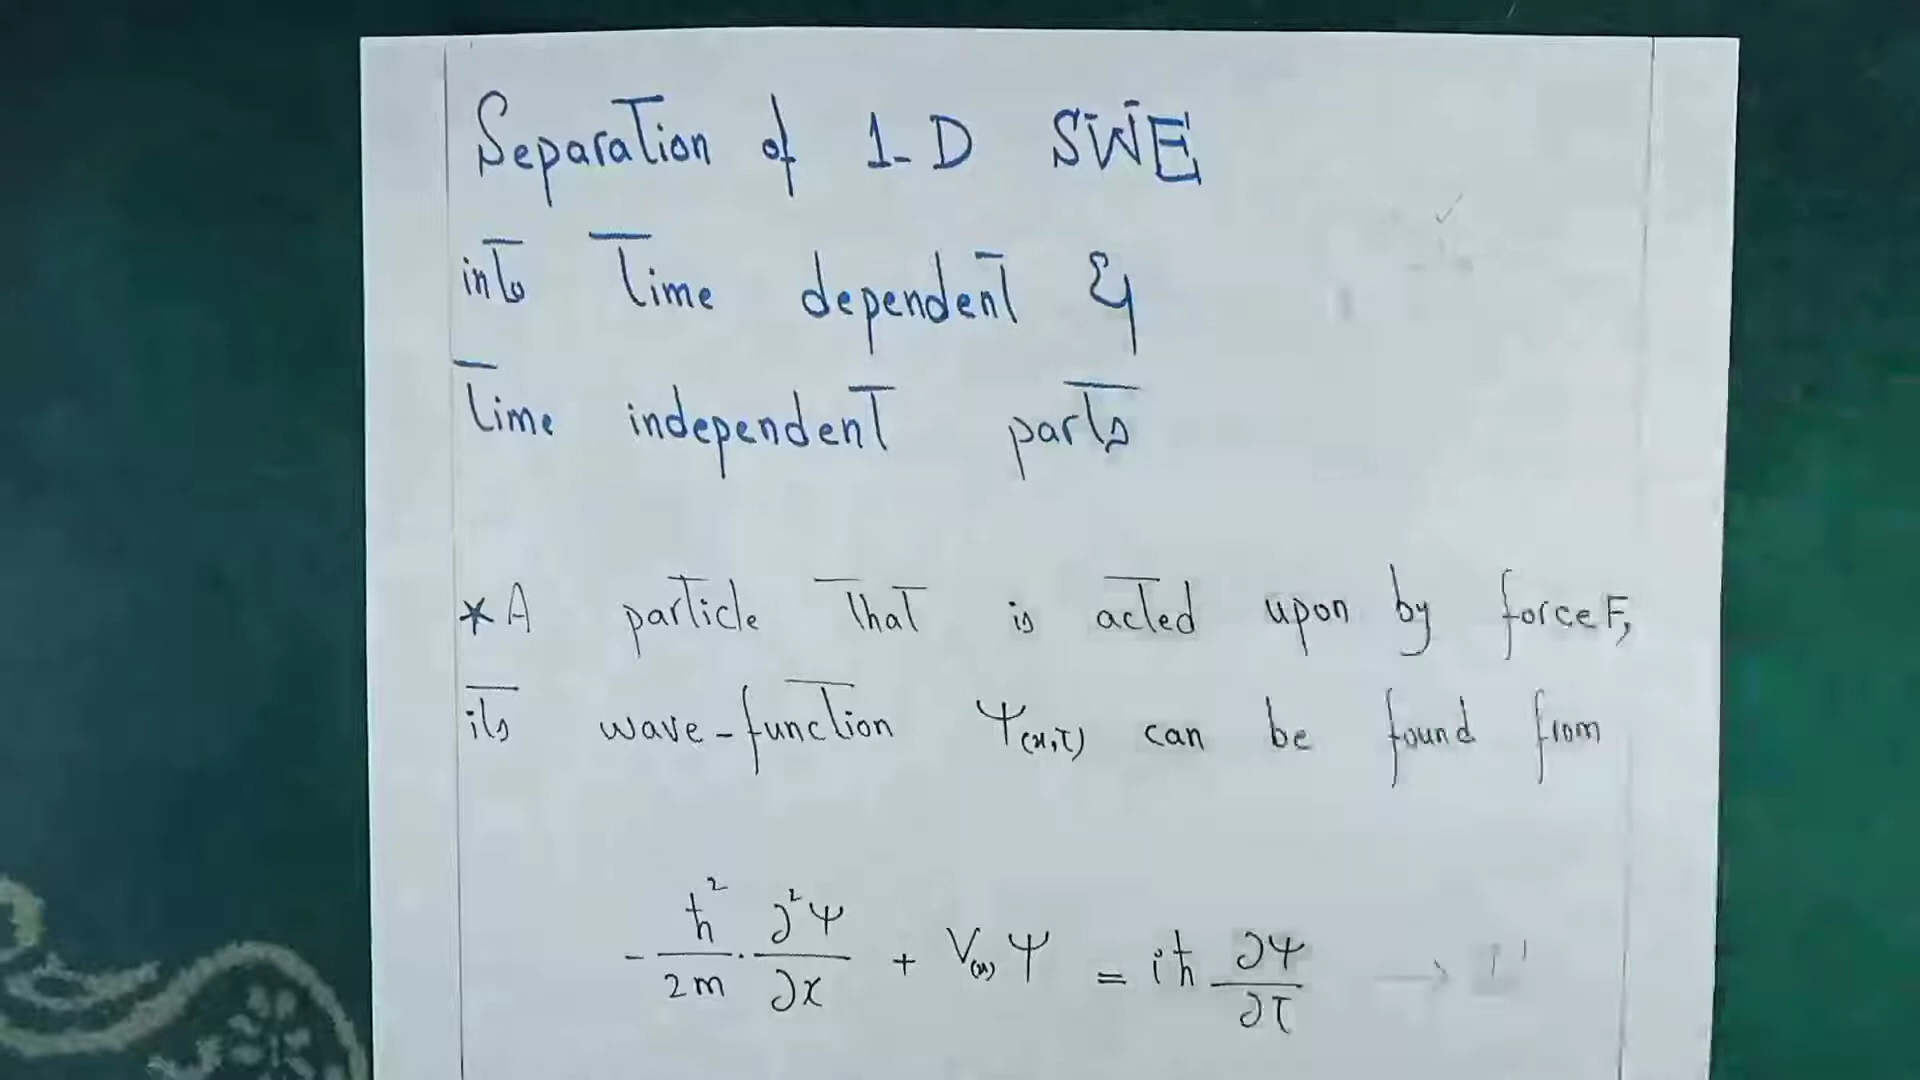 Separation of 1-D SWE
into time dependent &
time independent parts
*A particle that is acted upon by force F,
its wave-function Ψ(x,t) can be found from
-ħ²/2m · ∂²Ψ/∂x + V(x) Ψ = iħ ∂Ψ/∂t →